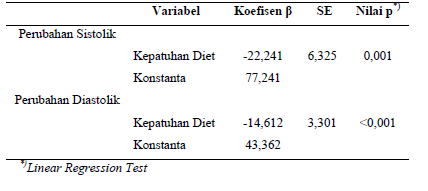 Variabel Koefisen β SE Nilai p*)
Perubahan Sistolik
Kepatuhan Diet -22,241 6,325 0,001
Konstanta 77,241
Perubahan Diastolik
Kepatuhan Diet -14,612 3,301 <0,001
Konstanta 43,362
*)Linear Regression Test